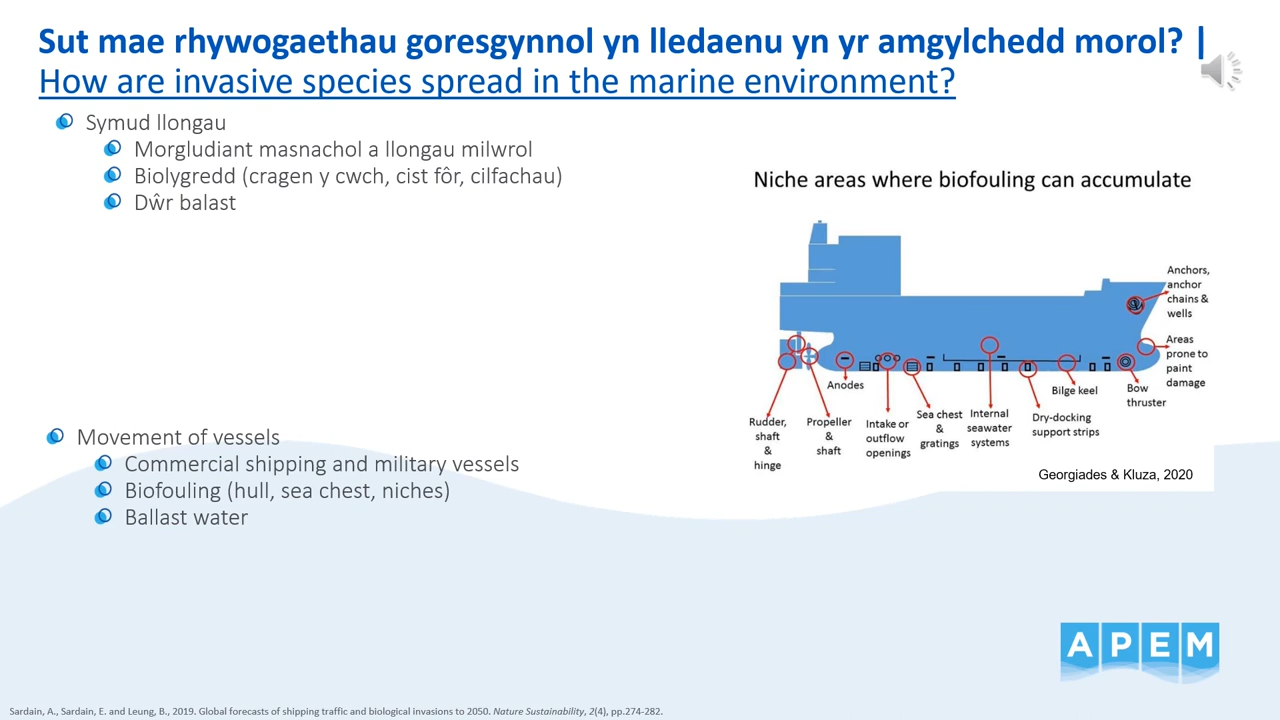 Sut mae rhywogaethau goresgynnol yn lledaenu yn yr amgylchedd morol? |
How are invasive species spread in the marine environment?
Symud llongau
Morgludiant masnachol a llongau milwrol
Biolygredd (cragen y cwch, cist fôr, cilfachau)
Dŵr balast
Movement of vessels
Commercial shipping and military vessels
Biofouling (hull, sea chest, niches)
Ballast water
Niche areas where biofouling can accumulate
Anchors,
anchor
chains &
wells
Areas
prone to
paint
damage
Rudder,
shaft
&
hinge
Propeller
&
shaft
Anodes
Intake or
outflow
openings
Sea chest
&
gratings
Internal
seawater
systems
Dry-docking
support strips
Bilge keel
Bow
thruster
Georgiades & Kluza, 2020
APEM
Sardain, A., Sardain, E. and Leung, B., 2019. Global forecasts of shipping traffic and biological invasions to 2050. Nature Sustainability, 2(4), pp.274-282.